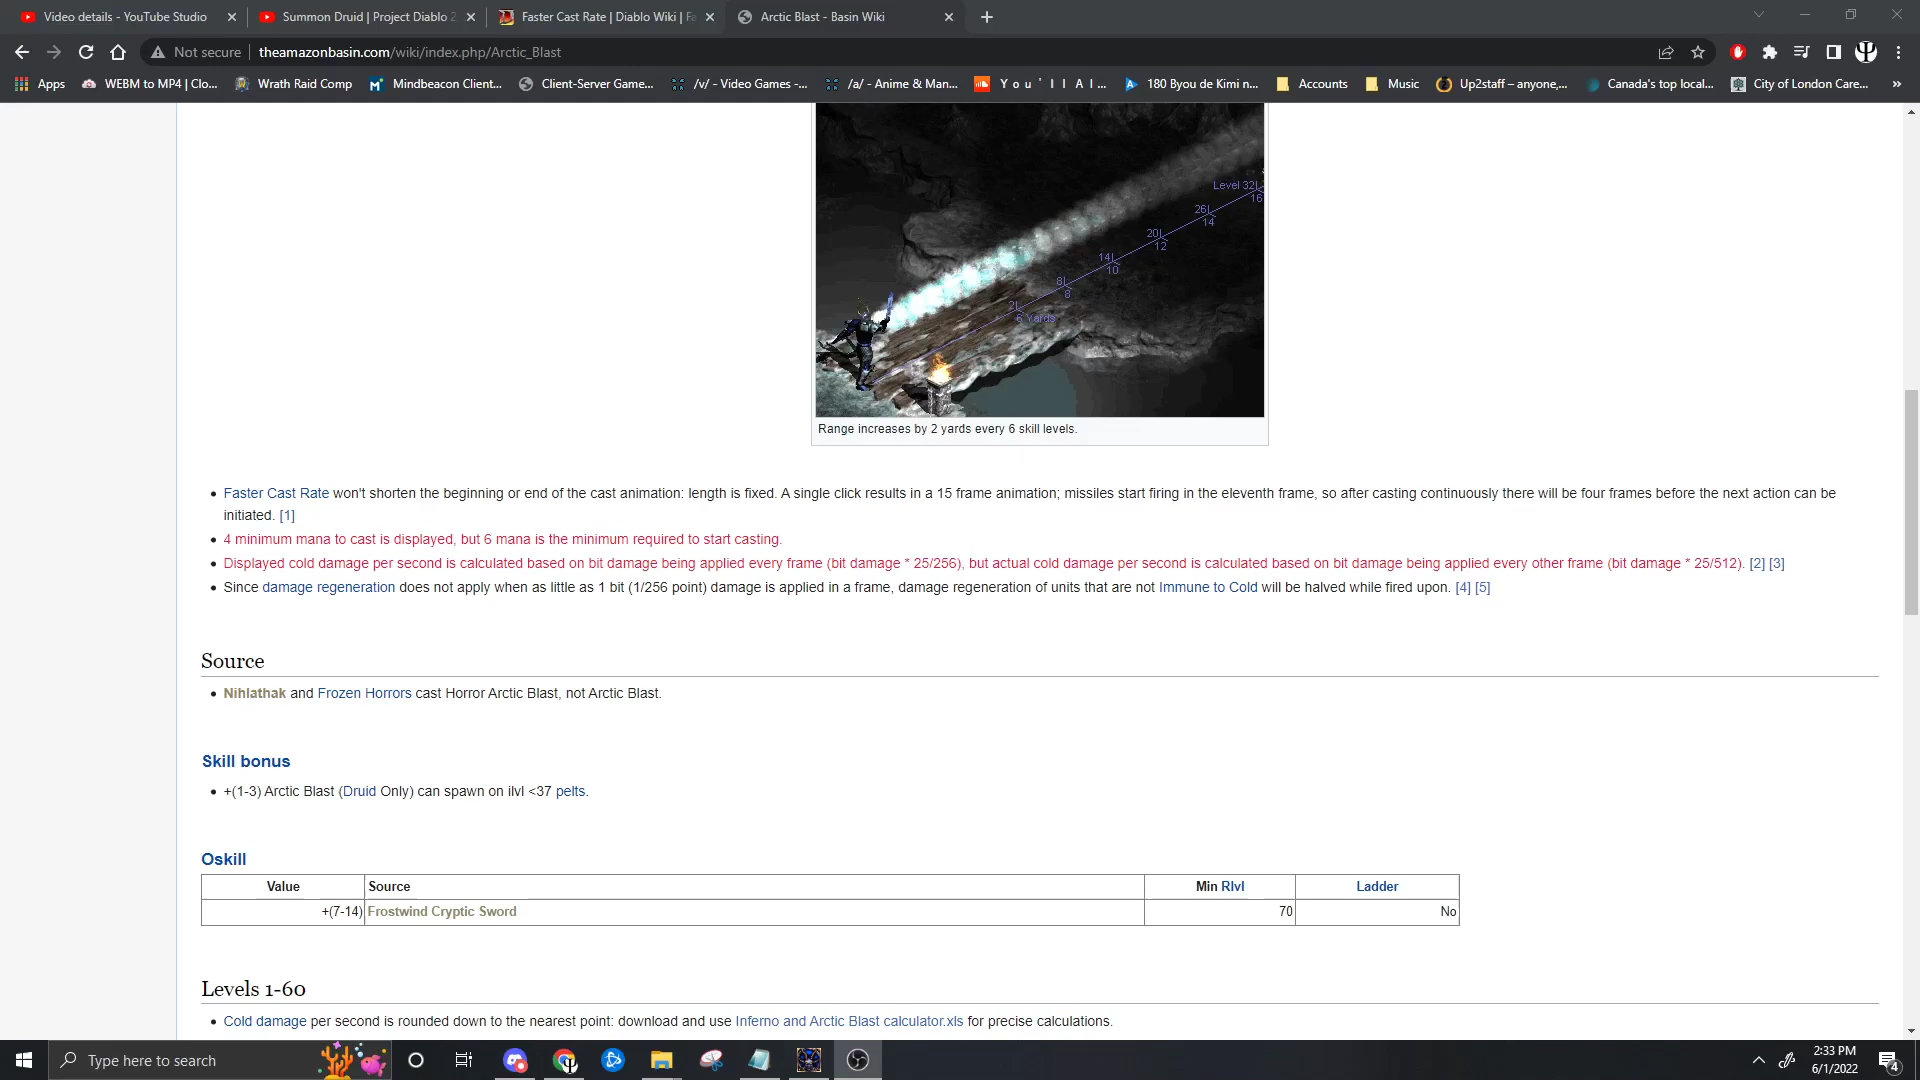 Video details - YouTube Studio
Summon Druid | Project Diablo 2
Faster Cast Rate | Diablo Wiki | Fa
Arctic Blast - Basin Wiki
Not secure
theamazonbasin.com/wiki/index.php/Arctic_Blast
Apps
WEBM to MP4 | Clo...
Wrath Raid Comp
Mindbeacon Client...
Client-Server Game...
/v/ - Video Games -...
/a/ - Anime & Man...
Y o u ' l l A l ...
180 Byou de Kimi n...
Accounts
Music
Up2staff – anyone,...
Canada's top local...
City of London Care...
»
Level 32
16
26
14
20
12
14
10
8
8
2
6 Yards
Range increases by 2 yards every 6 skill levels.
Faster Cast Rate won't shorten the beginning or end of the cast animation: length is fixed. A single click results in a 15 frame animation; missiles start firing in the eleventh frame, so after casting continuously there will be four frames before the next action can be
initiated. [1]
4 minimum mana to cast is displayed, but 6 mana is the minimum required to start casting.
Displayed cold damage per second is calculated based on bit damage being applied every frame (bit damage * 25/256), but actual cold damage per second is calculated based on bit damage being applied every other frame (bit damage * 25/512). [2] [3]
Since damage regeneration does not apply when as little as 1 bit (1/256 point) damage is applied in a frame, damage regeneration of units that are not Immune to Cold will be halved while fired upon. [4] [5]
Source
Nihlathak and Frozen Horrors cast Horror Arctic Blast, not Arctic Blast.
Skill bonus
+(1-3) Arctic Blast (Druid Only) can spawn on ilvl <37 pelts.
Oskill
Value Source Min Rlvl Ladder
+(7-14) Frostwind Cryptic Sword 70 No
Levels 1-60
Cold damage per second is rounded down to the nearest point: download and use Inferno and Arctic Blast calculator.xls for precise calculations.
Type here to search
2:33 PM
6/1/2022
4